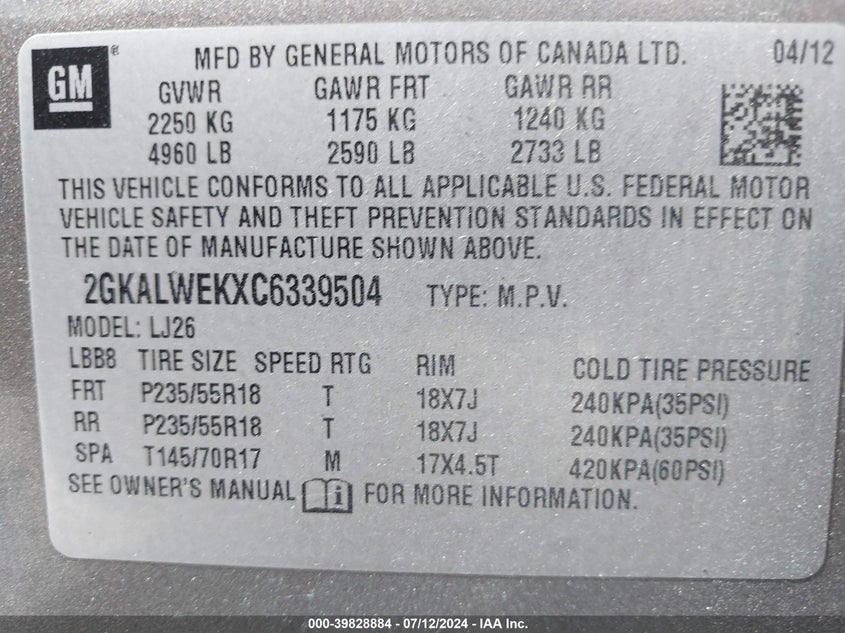 GM ® MFD BY GENERAL MOTORS OF CANADA LTD. 04/12
GVWR GAWR FRT GAWR RR
2250 KG 1175 KG 1240 KG
4960 LB 2590 LB 2733 LB
THIS VEHICLE CONFORMS TO ALL APPLICABLE U.S. FEDERAL MOTOR
VEHICLE SAFETY AND THEFT PREVENTION STANDARDS IN EFFECT ON
THE DATE OF MANUFACTURE SHOWN ABOVE.
2GKALWEKXC6339504 TYPE: M.P.V.
MODEL: LJ26
LBB8 TIRE SIZE SPEED RTG RIM COLD TIRE PRESSURE
FRT P235/55R18 T 18X7J 240KPA(35PSI)
RR P235/55R18 T 18X7J 240KPA(35PSI)
SPA T145/70R17 M 17X4.5T 420KPA(60PSI)
SEE OWNER'S MANUAL i FOR MORE INFORMATION.
000-39828884 - 07/12/2024 - IAA Inc.